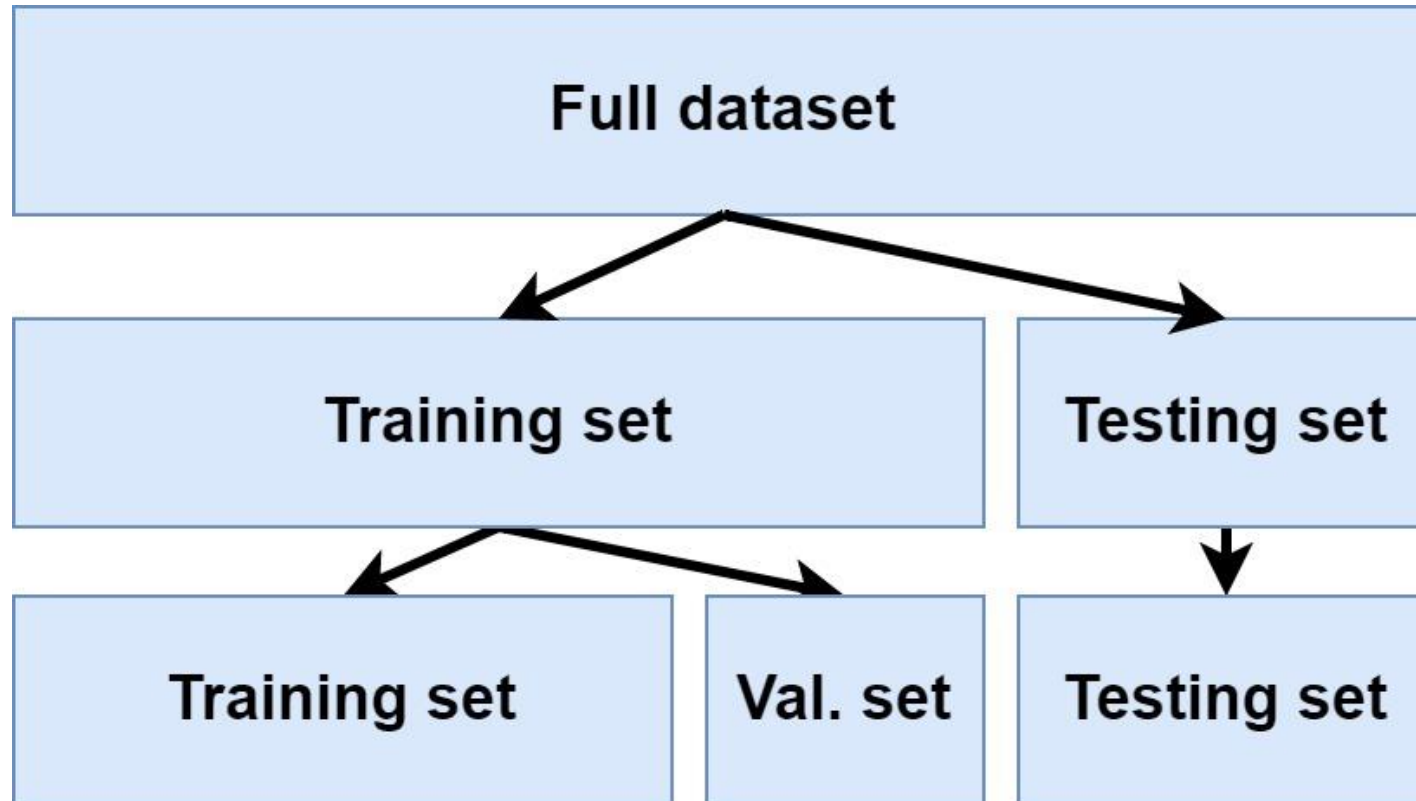 Full dataset
Training set
Testing set
Training set
Val. set
Testing set